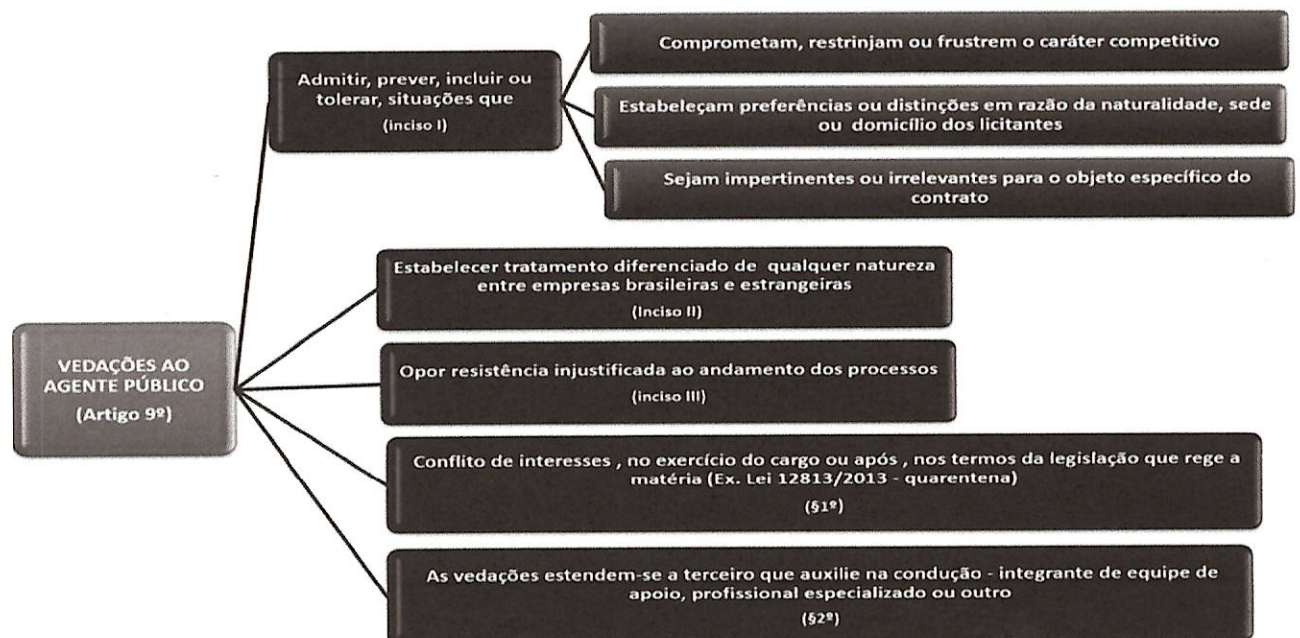 Admitir, prever, incluir ou
tolerar, situações que
(inciso I)
Comprometam, restrinjam ou frustrem o caráter competitivo
Estabeleçam preferências ou distinções em razão da naturalidade, sede
ou domicílio dos licitantes
Sejam impertinentes ou irrelevantes para o objeto específico do
contrato
VEDAÇÕES AO
AGENTE PÚBLICO
(Artigo 9º)
Estabelecer tratamento diferenciado de qualquer natureza
entre empresas brasileiras e estrangeiras
(Inciso II)
Opor resistência injustificada ao andamento dos processos
(inciso III)
Conflito de interesses , no exercício do cargo ou após , nos termos da legislação que rege a
matéria (Ex. Lei 12813/2013 - quarentena)
(§1º)
As vedações estendem-se a terceiro que auxilie na condução - integrante de equipe de
apoio, profissional especializado ou outro
(§2º)